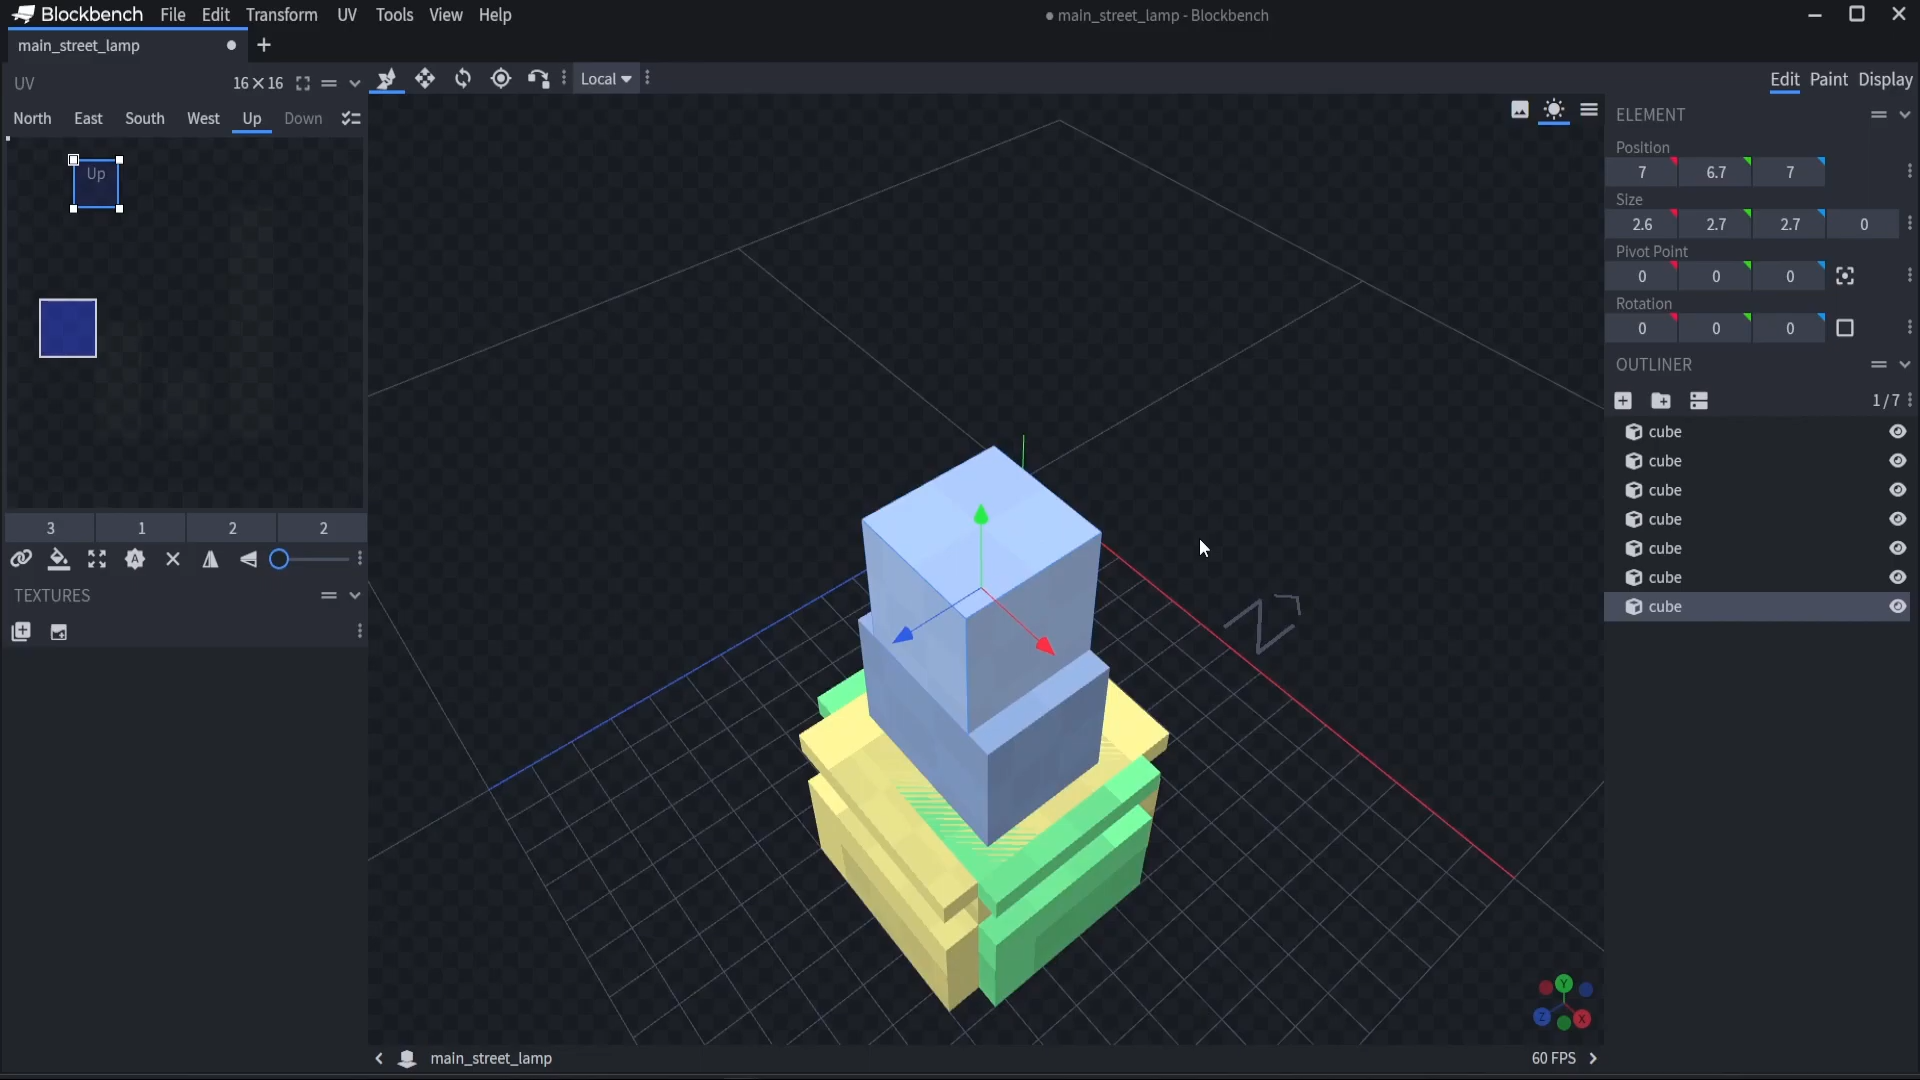 Blockbench File Edit Transform UV Tools View Help
main_street_lamp - Blockbench
main_street_lamp
UV 16×16
North East South West Up Down
Up
3 1 2 2
TEXTURES
Local
Edit Paint Display
ELEMENT
Position
7 6.7 7
Size
2.6 2.7 2.7 0
Pivot Point
0 0 0
Rotation
0 0 0
OUTLINER
1 / 7
cube
cube
cube
cube
cube
cube
cube
N
Y
Z X
main_street_lamp
60 FPS